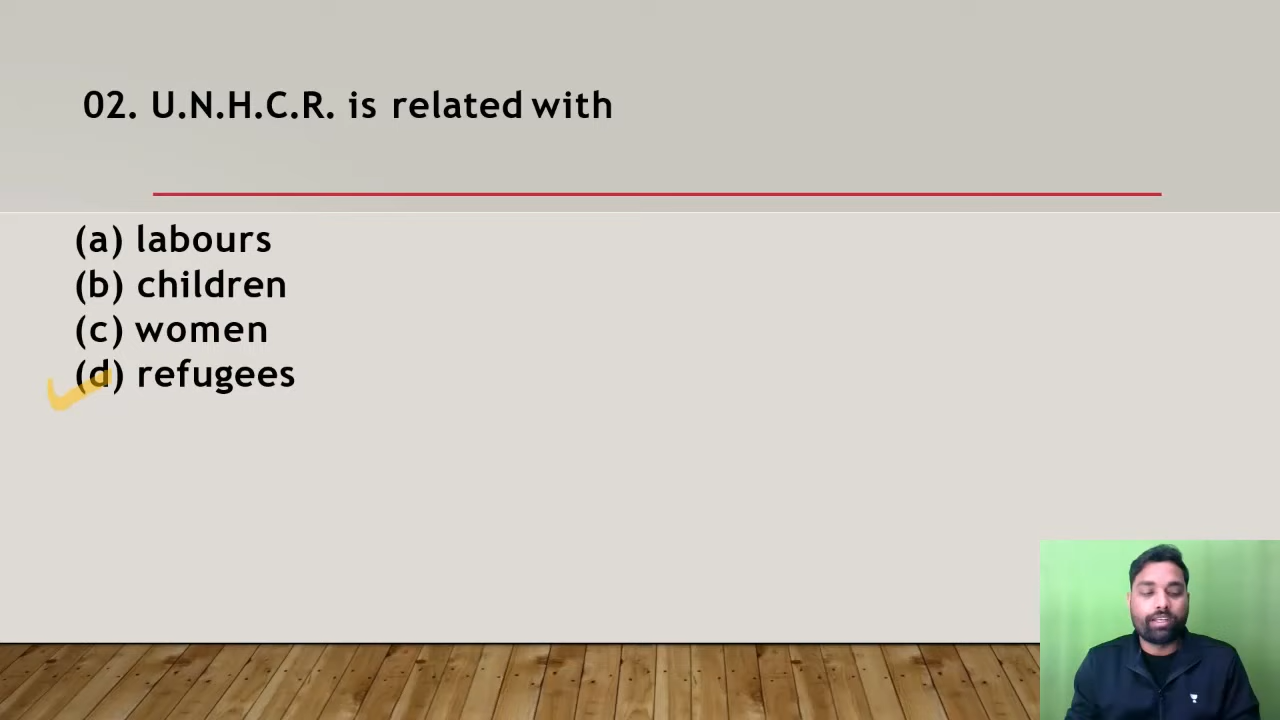 02. U.N.H.C.R. is related with
(a) labours
(b) children
(c) women
(d) refugees